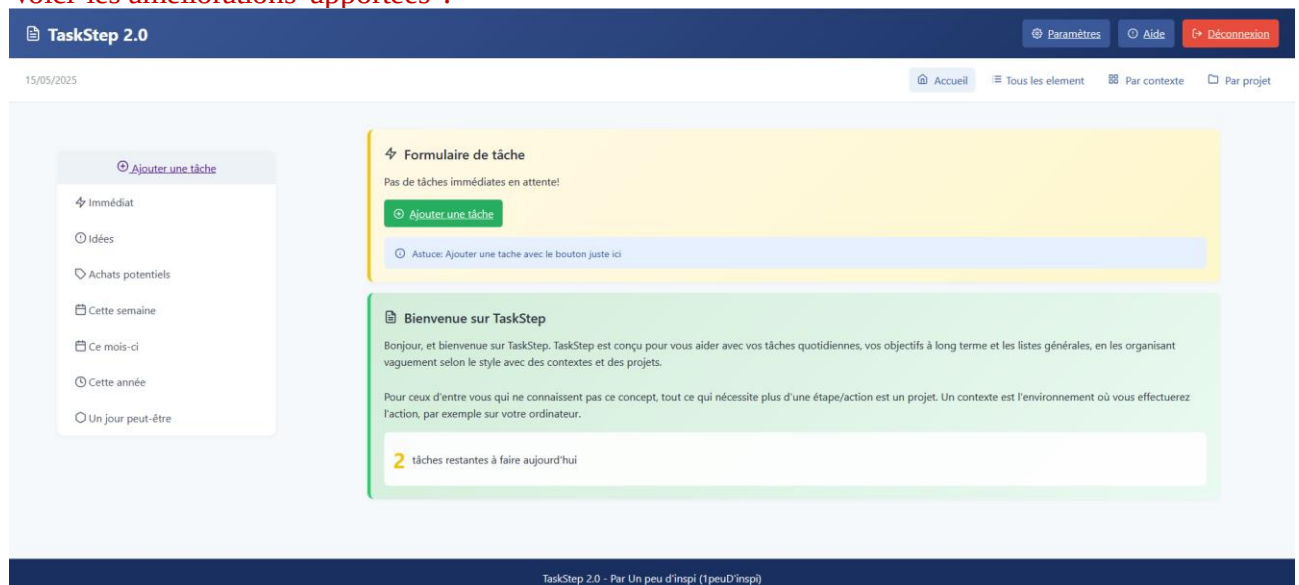 Voici les améliorations apportées :
TaskStep 2.0
Paramètres
Aide
Déconnexion
15/05/2025
Accueil
Tous les element
Par contexte
Par projet
Ajouter une tâche
Immédiat
Idées
Achats potentiels
Cette semaine
Ce mois-ci
Cette année
Un jour peut-être
Formulaire de tâche
Pas de tâches immédiates en attente!
Ajouter une tâche
Astuce: Ajouter une tache avec le bouton juste ici
Bienvenue sur TaskStep
Bonjour, et bienvenue sur TaskStep. TaskStep est conçu pour vous aider avec vos tâches quotidiennes, vos objectifs à long terme et les listes générales, en les organisant
vaguement selon le style avec des contextes et des projets.
Pour ceux d'entre vous qui ne connaissent pas ce concept, tout ce qui nécessite plus d'une étape/action est un projet. Un contexte est l'environnement où vous effectuerez
l'action, par exemple sur votre ordinateur.
2 tâches restantes à faire aujourd'hui
TaskStep 2.0 - Par Un peu d'inspi (1peuD'inspi)